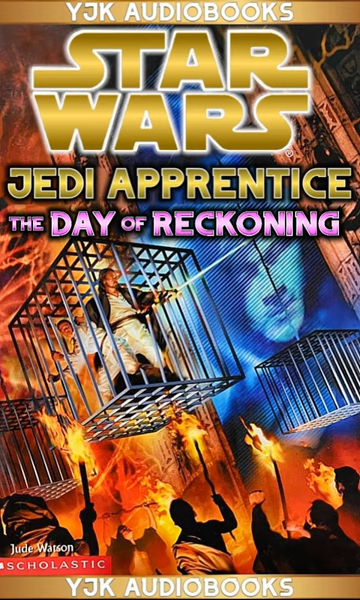 YJK AUDIOBOOKS
STAR
WARS
®
JEDI APPRENTICE
THE DAY OF RECKONING
Jude Watson
SCHOLASTIC
YJK AUDIOBOOKS